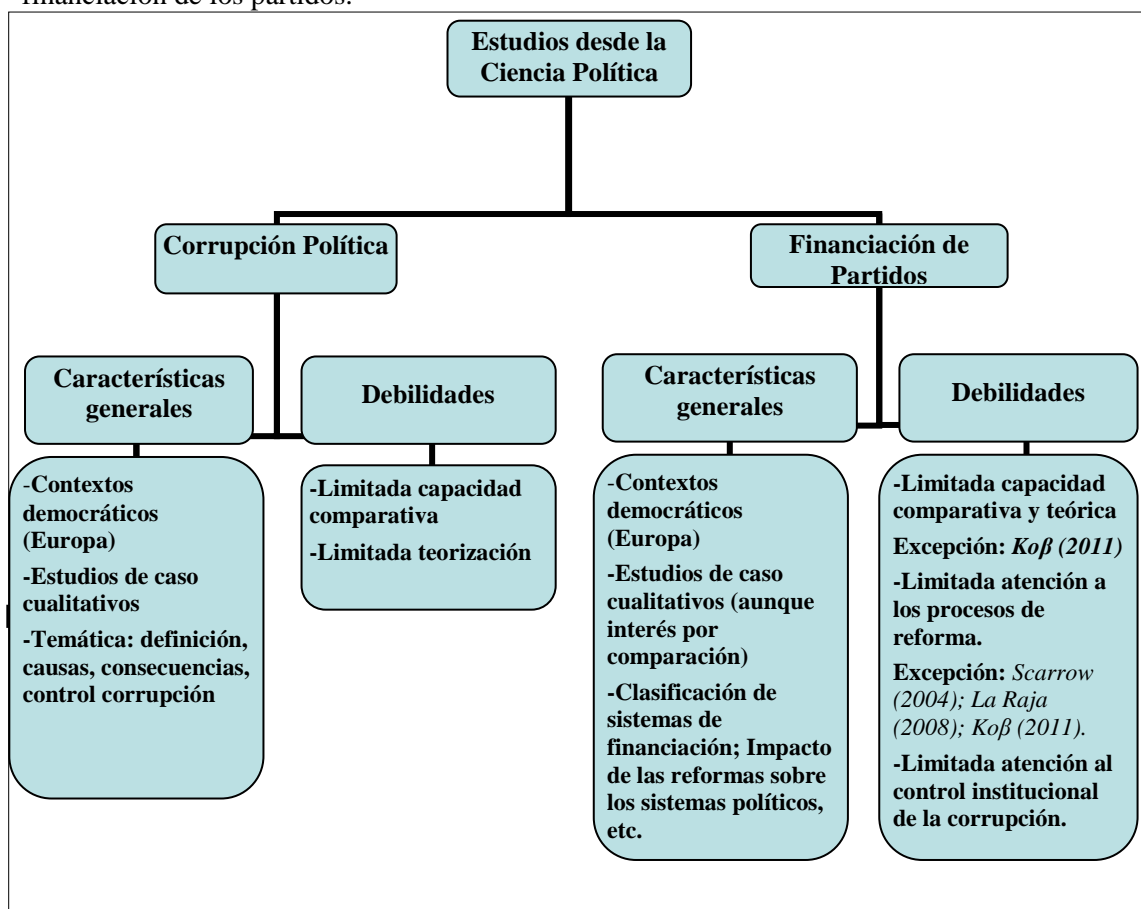 financiación de los partidos.
Estudios desde la
Ciencia Política
Corrupción Política
Financiación de
Partidos
Características
generales
Debilidades
Características
generales
Debilidades
-Contextos
democráticos
(Europa)
-Estudios de caso
cualitativos
-Temática: definición,
causas, consecuencias,
control corrupción
-Limitada capacidad
comparativa
-Limitada teorización
-Contextos
democráticos
(Europa)
-Estudios de caso
cualitativos (aunque
interés por
comparación)
-Clasificación de
sistemas de
financiación; Impacto
de las reformas sobre
los sistemas políticos,
etc.
-Limitada capacidad
comparativa y teórica
Excepción: Koβ (2011)
-Limitada atención a
los procesos de
reforma.
Excepción: Scarrow
(2004); La Raja
(2008); Koβ (2011).
-Limitada atención al
control institucional
de la corrupción.